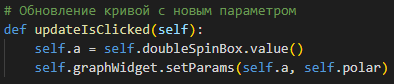 # Обновление кривой с новым параметром
def updateIsClicked(self):
    self.a = self.doubleSpinBox.value()
    self.graphWidget.setParams(self.a, self.polar)